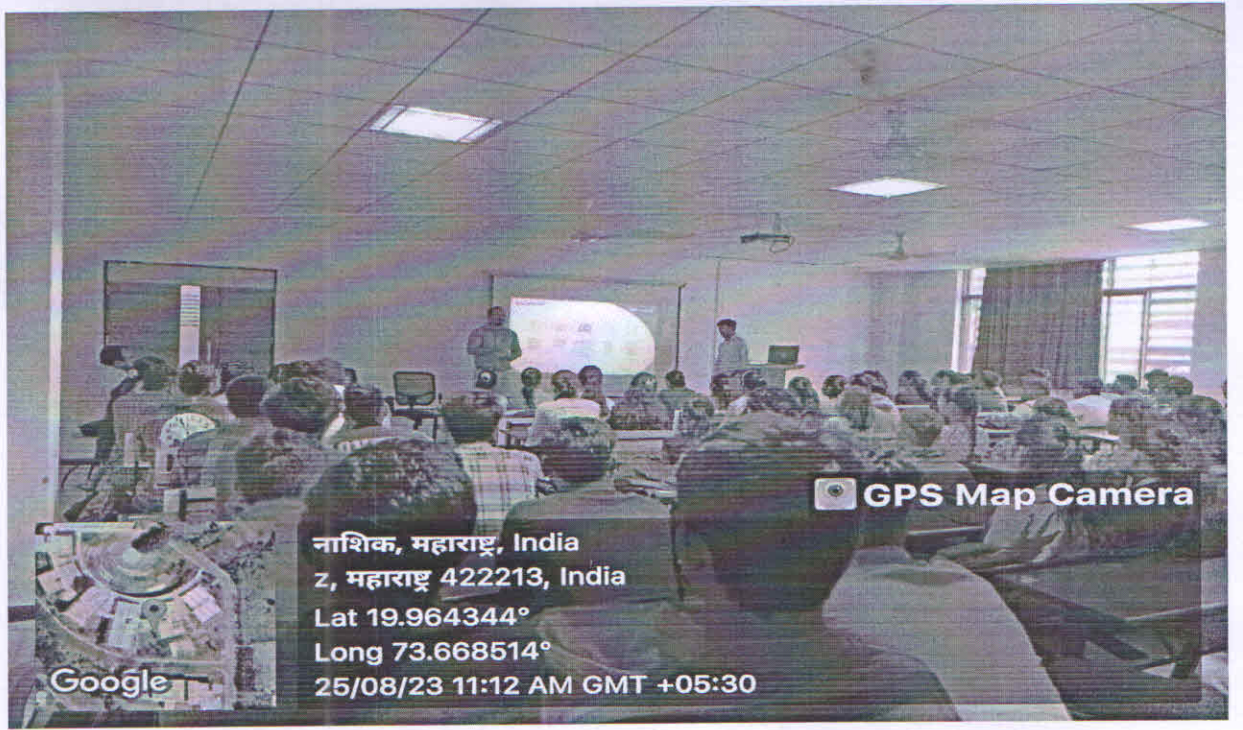 GPS Map Camera
नाशिक, महाराष्ट्र, India
z, महाराष्ट्र 422213, India
Lat 19.964344°
Long 73.668514°
25/08/23 11:12 AM GMT +05:30
Google